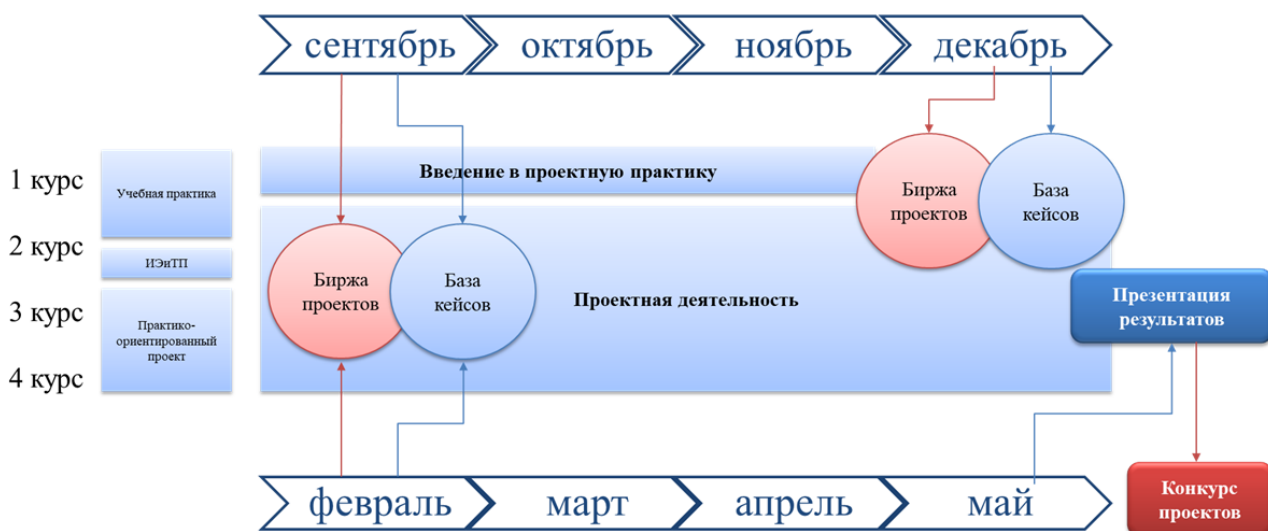 сентябрь
октябрь
ноябрь
декабрь
1 курс
2 курс
3 курс
4 курс
Учебная практика
ИЭиТП
Практико-
ориентированный
проект
Введение в проектную практику
Биржа
проектов
База
кейсов
Биржа
проектов
База
кейсов
Проектная деятельность
Презентация
результатов
февраль
март
апрель
май
Конкурс
проектов